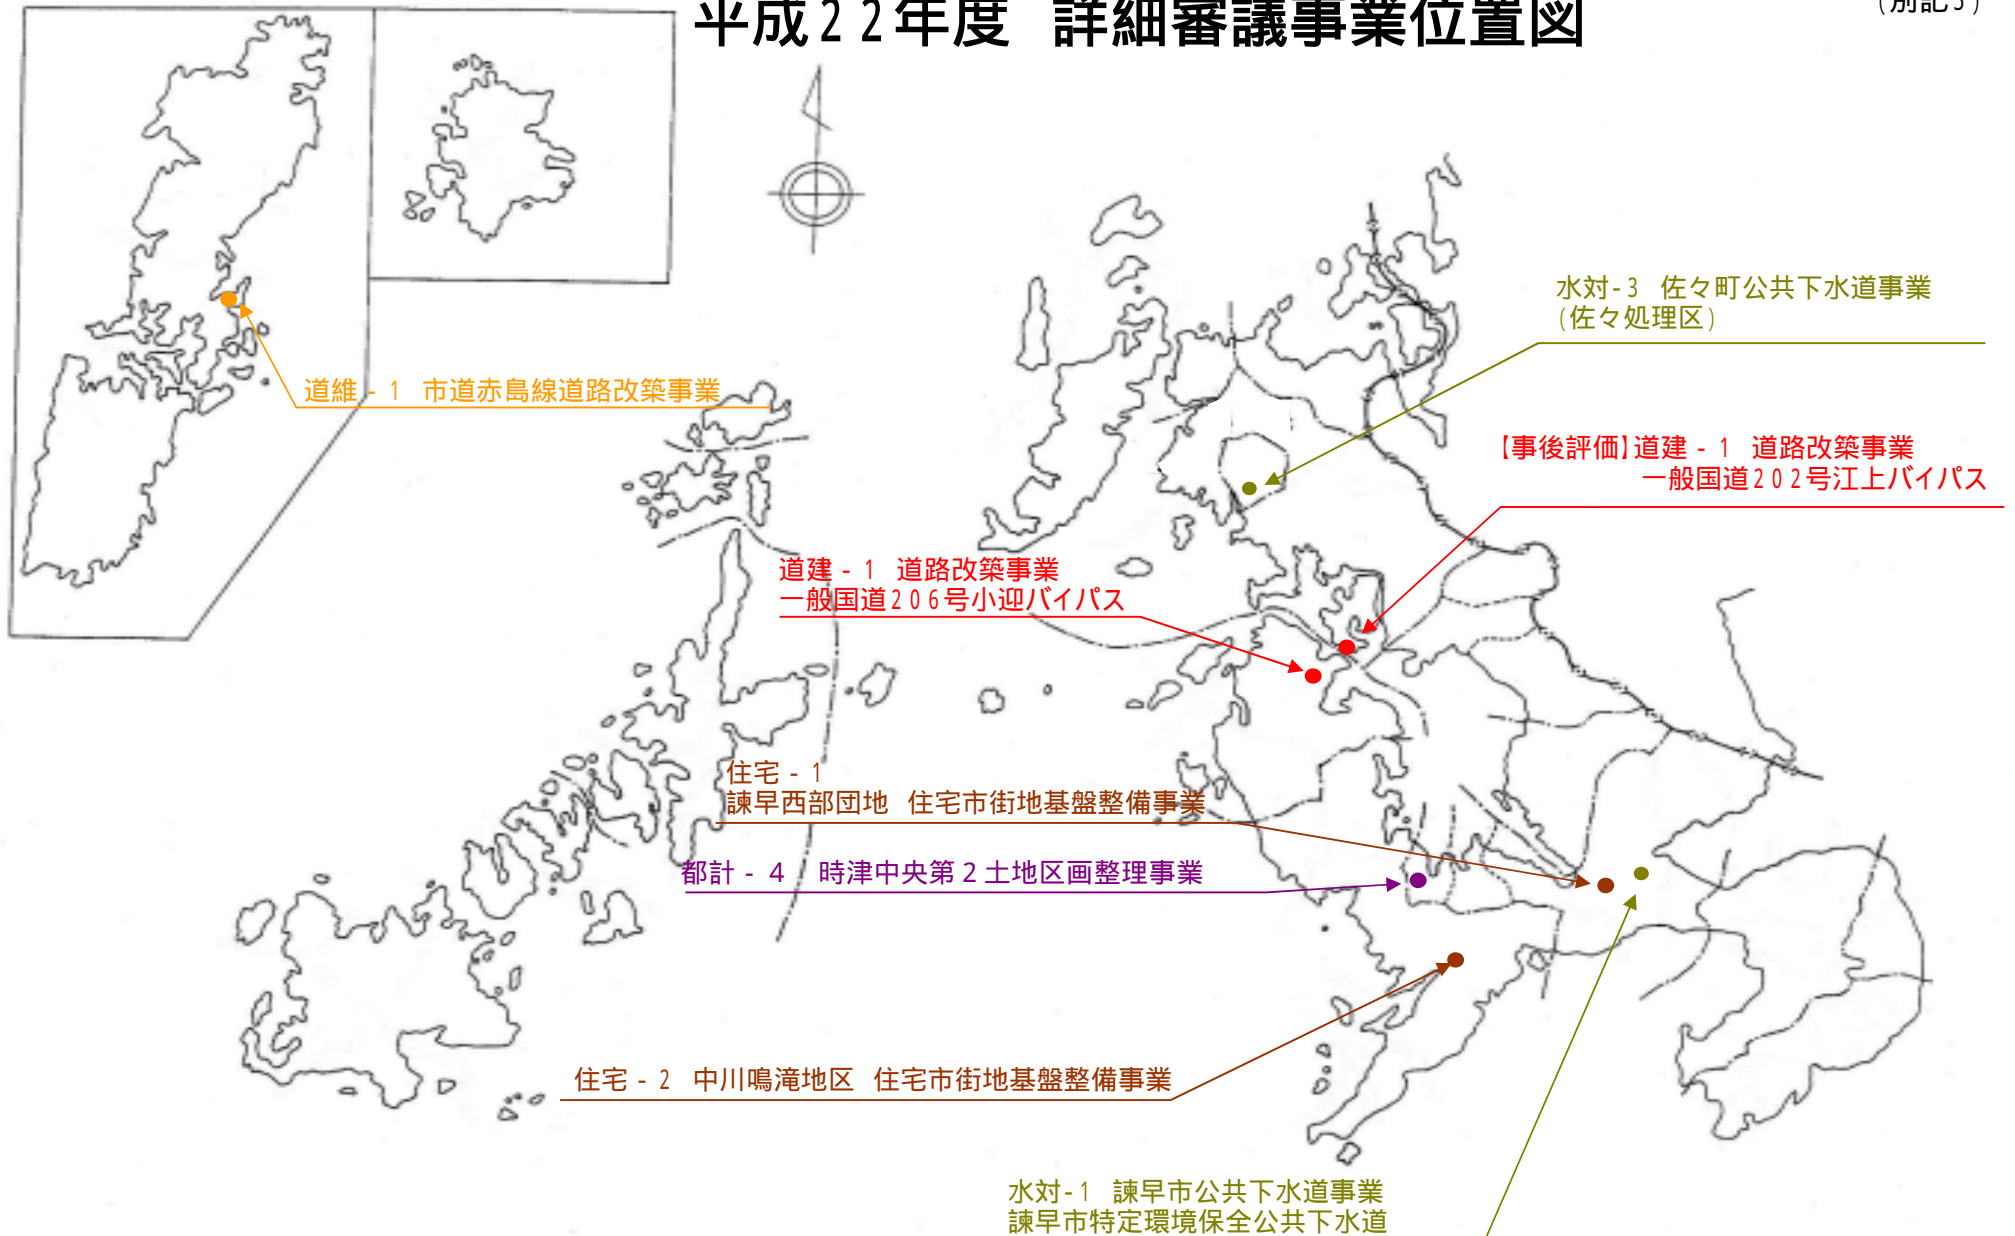 平成２２年度　詳細審議事業位置図
(別記3)
水対-3 佐々町公共下水道事業
(佐々処理区)
道維 - 1 市道赤島線道路改築事業
【事後評価】道建 - 1 道路改築事業
一般国道202号江上バイパス
道建 - 1 道路改築事業
一般国道206号小迎バイパス
住宅 - 1
諫早西部団地 住宅市街地基盤整備事業
都計 - 4 時津中央第２土地区画整理事業
住宅 - 2 中川鳴滝地区 住宅市街地基盤整備事業
水対-1 諫早市公共下水道事業
諫早市特定環境保全公共下水道